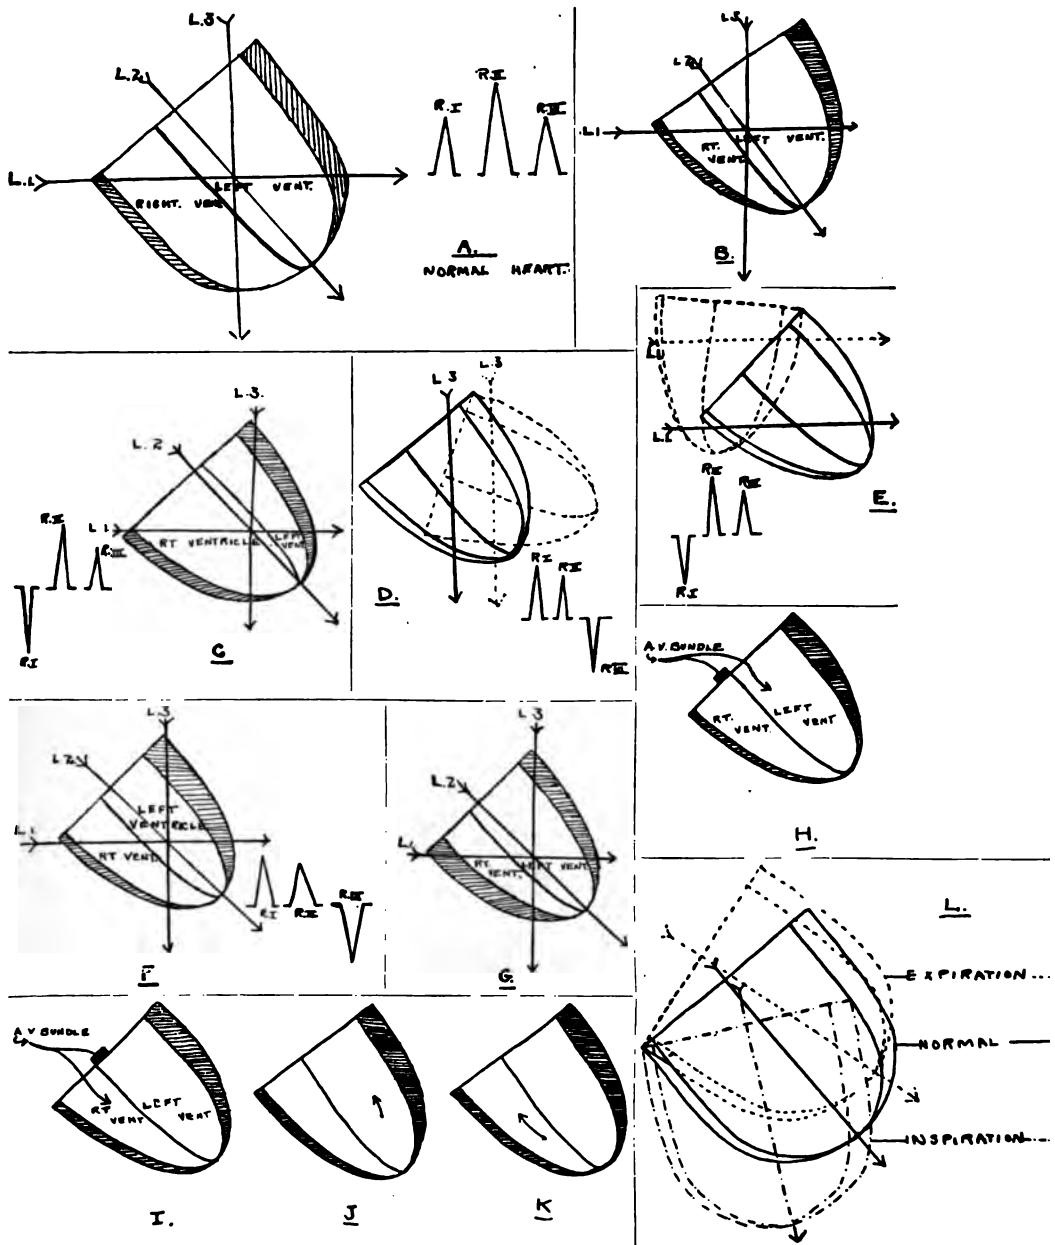 L.3
L.2
R.I
R.II
R.III
L.1.
LEFT VENT.
RIGHT. VEN.
A.
NORMAL HEART.
L.3
L.2
L.1
LEFT VENT.
RT. VENT.
B.
L.3.
L.2
R.II
L.1.
R.III
RT VENTRICLE
LEFT VENT
R.I
C
L.3
L.3
D.
R.I
R.II
R.III
L.1
L.1
R.II
R.III
R.I
E.
A.V. BUNDLE
RT. VENT.
LEFT VENT
H.
L.3
L.2
LEFT
VENTRICLE
L.1.
RT VENT.
R.I
R.II
R.III
F
L.3
L.2
L.1
RT. VENT.
LEFT VENT.
G.
A.V BUNDLE
RT VENT
LEFT VENT
I.
J
K
L.
EXPIRATION
NORMAL
INSPIRATION